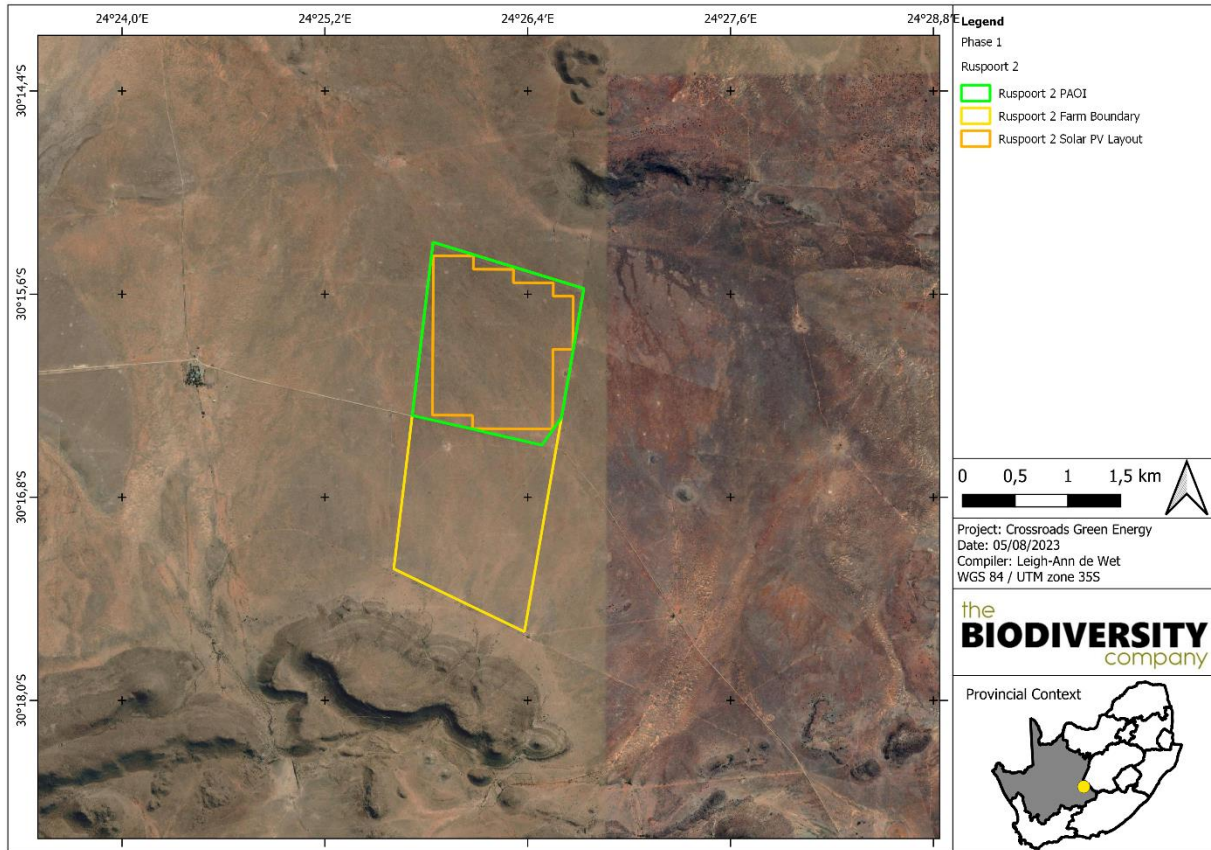 24°24,0'E 24°25,2'E 24°26,4'E 24°27,6'E 24°28,8'E
30°14,4'S
30°15,6'S
30°16,8'S
30°18,0'S
Legend
Phase 1
Ruspoort 2
Ruspoort 2 PAOI
Ruspoort 2 Farm Boundary
Ruspoort 2 Solar PV Layout
0 0,5 1 1,5 km
Project: Crossroads Green Energy
Date: 05/08/2023
Compiler: Leigh-Ann de Wet
WGS 84 / UTM zone 35S
the
BIODIVERSITY
company
Provincial Context